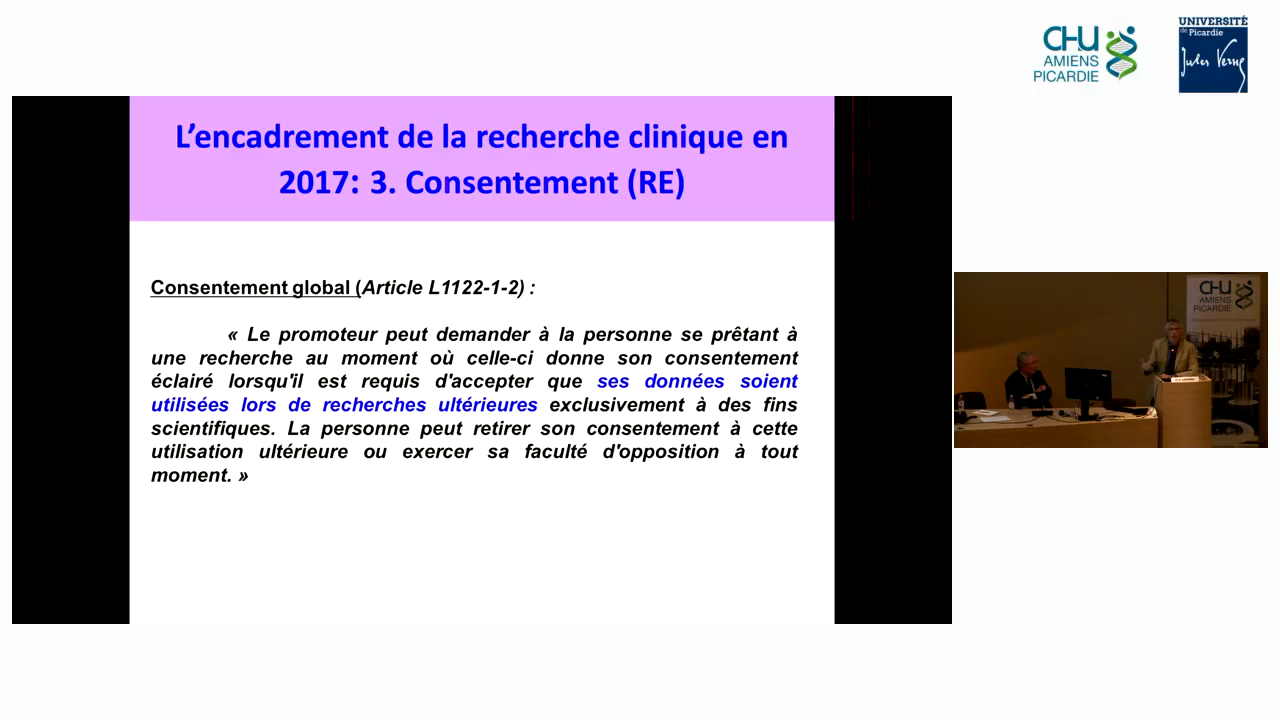 CHU
AMIENS
PICARDIE
UNIVERSITÉ
de Picardie
Jules Verne
L’encadrement de la recherche clinique en
2017: 3. Consentement (RE)
Consentement global (Article L1122-1-2) :
« Le promoteur peut demander à la personne se prêtant à
une recherche au moment où celle-ci donne son consentement
éclairé lorsqu'il est requis d'accepter que ses données soient
utilisées lors de recherches ultérieures exclusivement à des fins
scientifiques. La personne peut retirer son consentement à cette
utilisation ultérieure ou exercer sa faculté d'opposition à tout
moment. »
CHU
AMIENS
PICARDIE